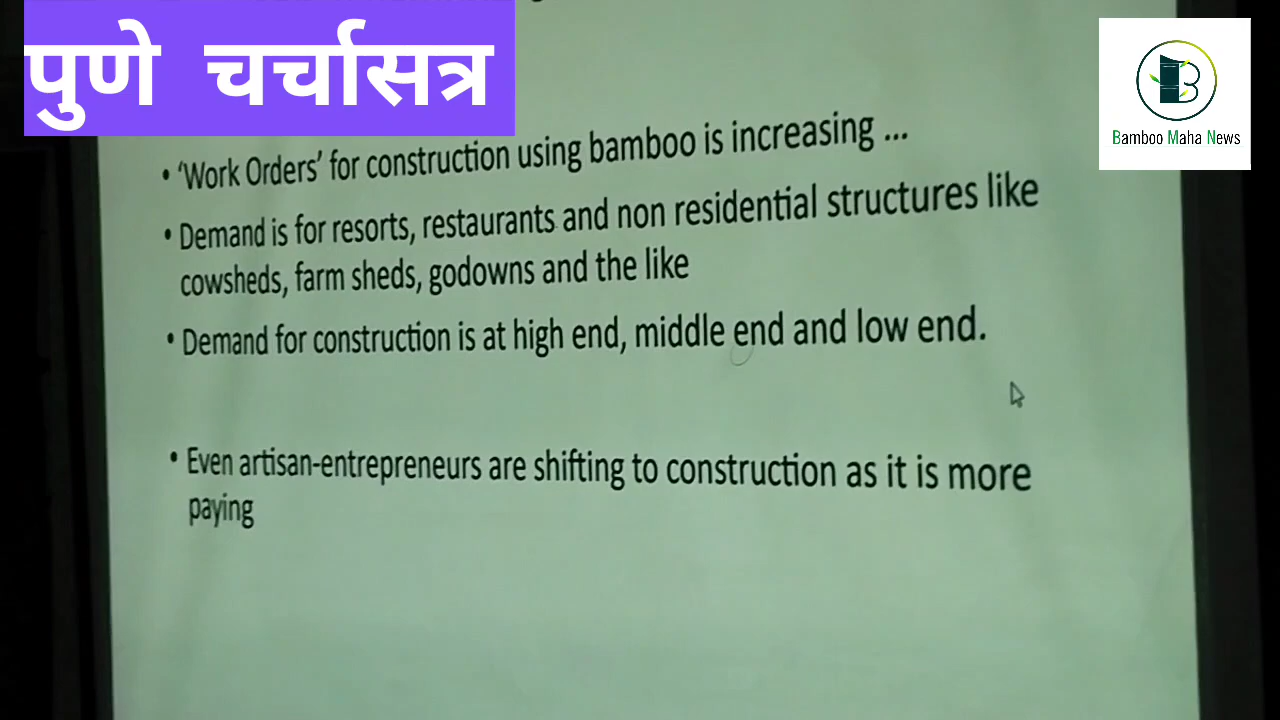 पुणे चर्चासत्र
Bamboo Maha News
• ‘Work Orders’ for construction using bamboo is increasing ...
• Demand is for resorts, restaurants and non residential structures like
cowsheds, farm sheds, godowns and the like
• Demand for construction is at high end, middle end and low end.
• Even artisan-entrepreneurs are shifting to construction as it is more
paying